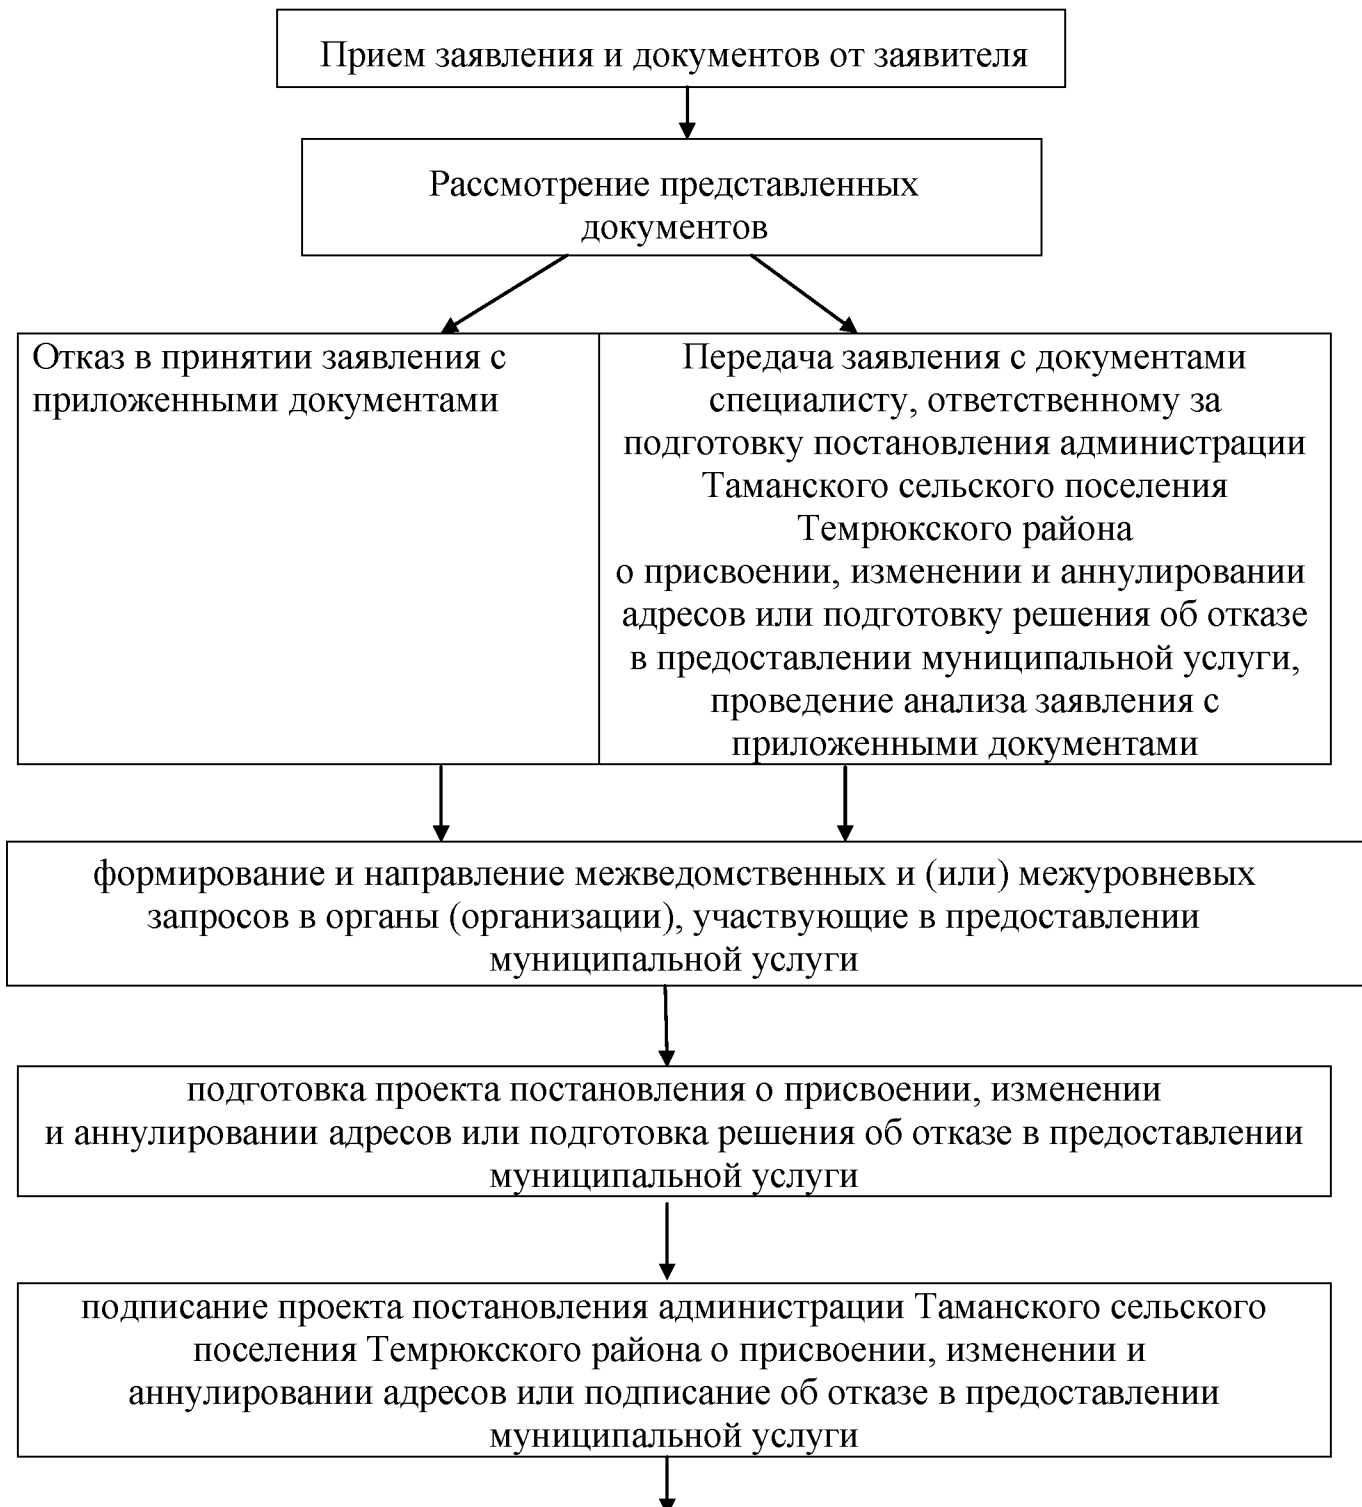 Прием заявления и документов от заявителя
Рассмотрение представленных
документов
Отказ в принятии заявления с
приложенными документами
Передача заявления с документами
специалисту, ответственному за
подготовку постановления администрации
Таманского сельского поселения
Темрюкского района
о присвоении, изменении и аннулировании
адресов или подготовку решения об отказе
в предоставлении муниципальной услуги,
проведение анализа заявления с
приложенными документами
формирование и направление межведомственных и (или) межуровневых
запросов в органы (организации), участвующие в предоставлении
муниципальной услуги
подготовка проекта постановления о присвоении, изменении
и аннулировании адресов или подготовка решения об отказе в предоставлении
муниципальной услуги
подписание проекта постановления администрации Таманского сельского
поселения Темрюкского района о присвоении, изменении и
аннулировании адресов или подписание об отказе в предоставлении
муниципальной услуги